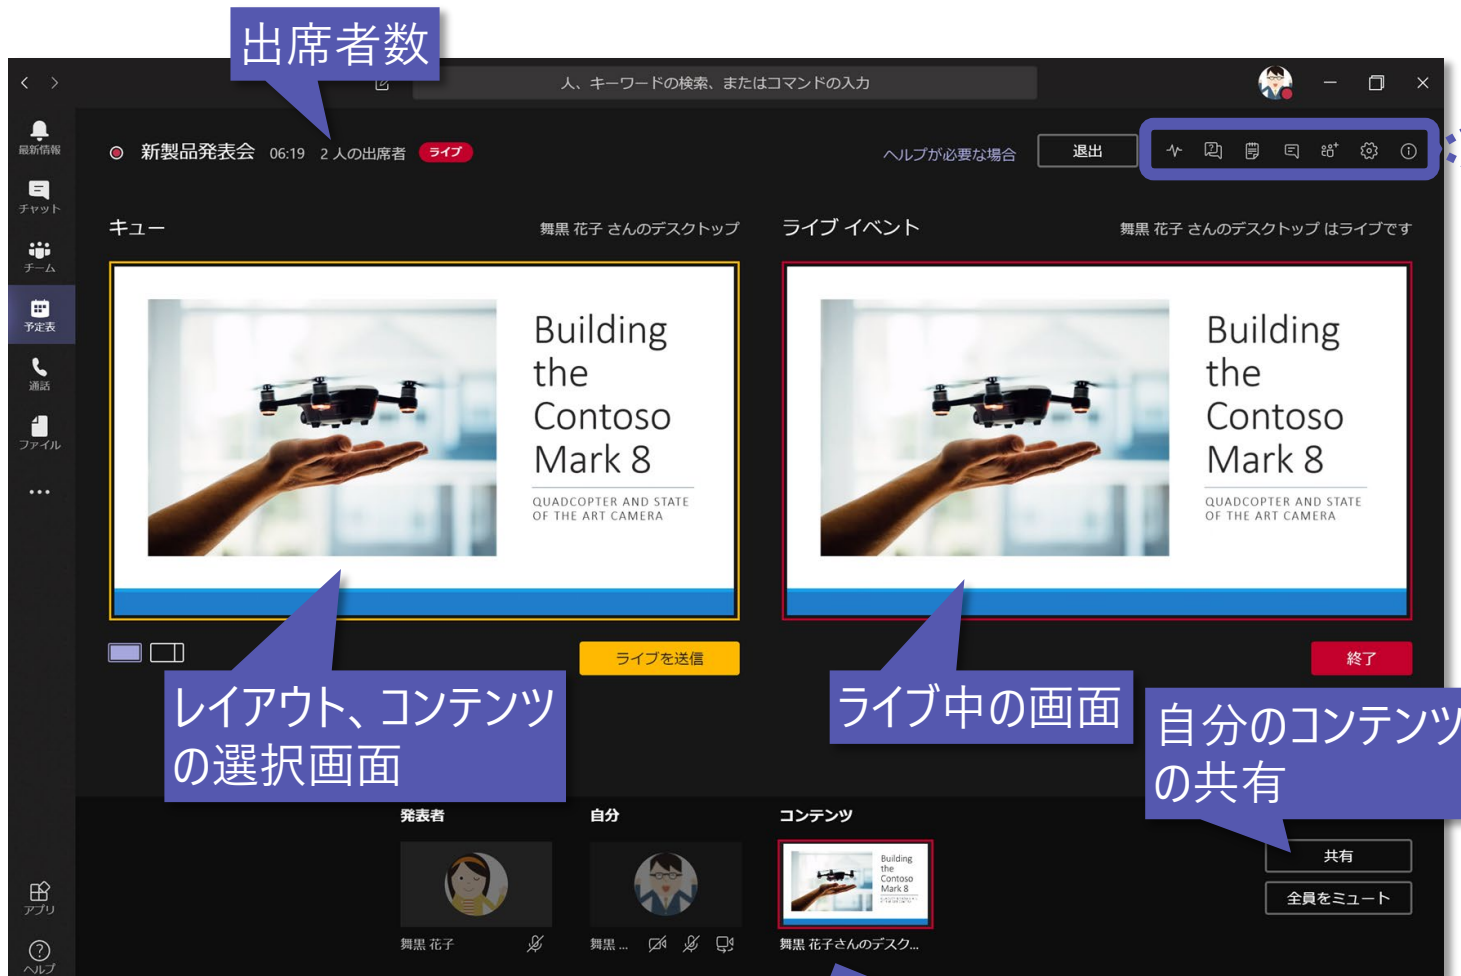 出席者数
人、キーワードの検索、またはコマンドの入力
最新情報
新製品発表会 06:19 2 人の出席者 ライブ
ヘルプが必要な場合
退出
チャット
チーム
予定表
通話
ファイル
キュー
舞黒 花子 さんのデスクトップ
ライブ イベント
舞黒 花子 さんのデスクトップ はライブです
Building
the
Contoso
Mark 8
QUADCOPTER AND STATE
OF THE ART CAMERA
Building
the
Contoso
Mark 8
QUADCOPTER AND STATE
OF THE ART CAMERA
ライブを送信
終了
レイアウト、コンテンツ
の選択画面
ライブ中の画面
自分のコンテンツ
の共有
発表者
自分
コンテンツ
Building
the
Contoso
Mark 8
共有
全員をミュート
舞黒 花子
舞黒 ...
舞黒 花子さんのデスク...
アプリ
ヘルプ